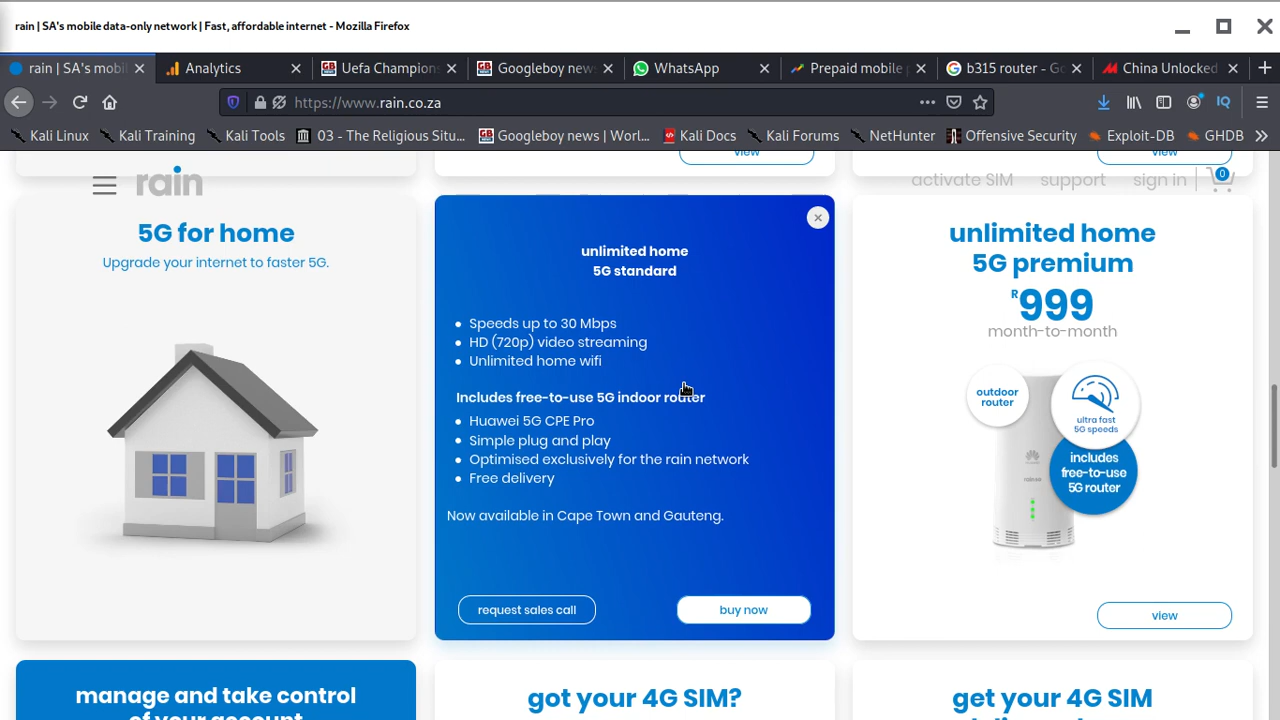 rain | SA's mobile data-only network | Fast, affordable internet - Mozilla Firefox
rain | SA's mobil
Analytics
Uefa Champion
Googleboy new
WhatsApp
Prepaid mobile
b315 router - Go
China Unlocked
https://www.rain.co.za
IQ
Kali Linux
Kali Training
Kali Tools
03 - The Religious Situ...
Googleboy news | Worl...
Kali Docs
Kali Forums
NetHunter
Offensive Security
Exploit-DB
GHDB
view
view
rain
activate SIM
support
sign in
0
5G for home
Upgrade your internet to faster 5G.
unlimited home
5G standard
• Speeds up to 30 Mbps
• HD (720p) video streaming
• Unlimited home wifi
Includes free-to-use 5G indoor router
• Huawei 5G CPE Pro
• Simple plug and play
• Optimised exclusively for the rain network
• Free delivery
Now available in Cape Town and Gauteng.
request sales call
buy now
unlimited home
5G premium
R999
month-to-month
outdoor
router
ultra fast
5G speeds
includes
free-to-use
5G router
view
manage and take control
of your account
got your 4G SIM?
get your 4G SIM